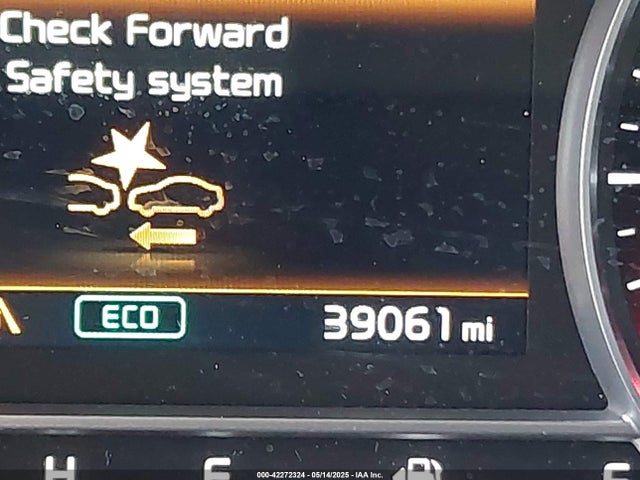 Check Forward
Safety system
ECO
39061 mi
H
E
F
000-42272324 - 05/14/2025 - IAA Inc.